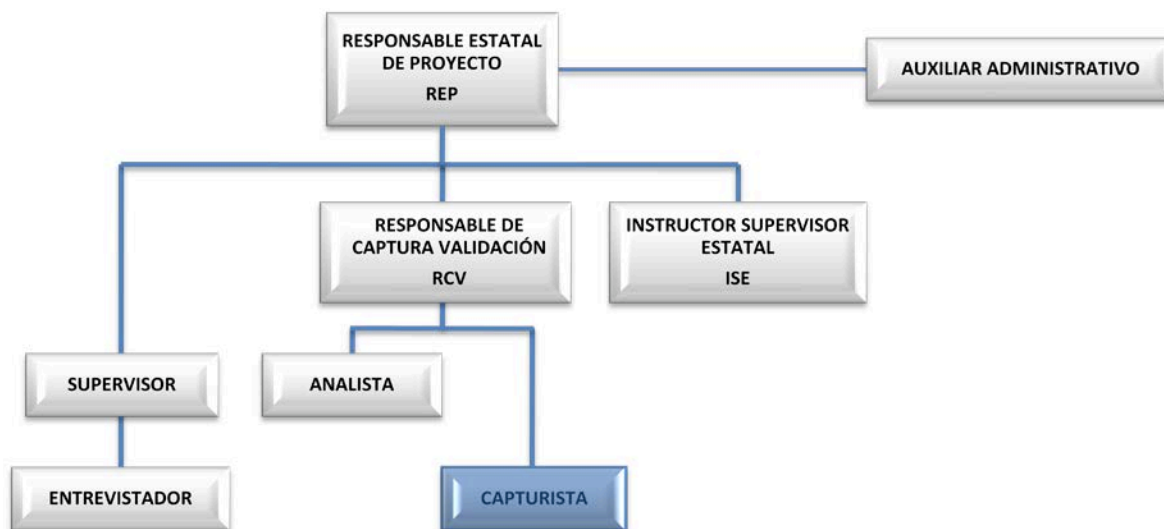 RESPONSABLE ESTATAL
DE PROYECTO
REP
AUXILIAR ADMINISTRATIVO
RESPONSABLE DE
CAPTURA VALIDACIÓN
RCV
INSTRUCTOR SUPERVISOR
ESTATAL
ISE
SUPERVISOR
ANALISTA
ENTREVISTADOR
CAPTURISTA